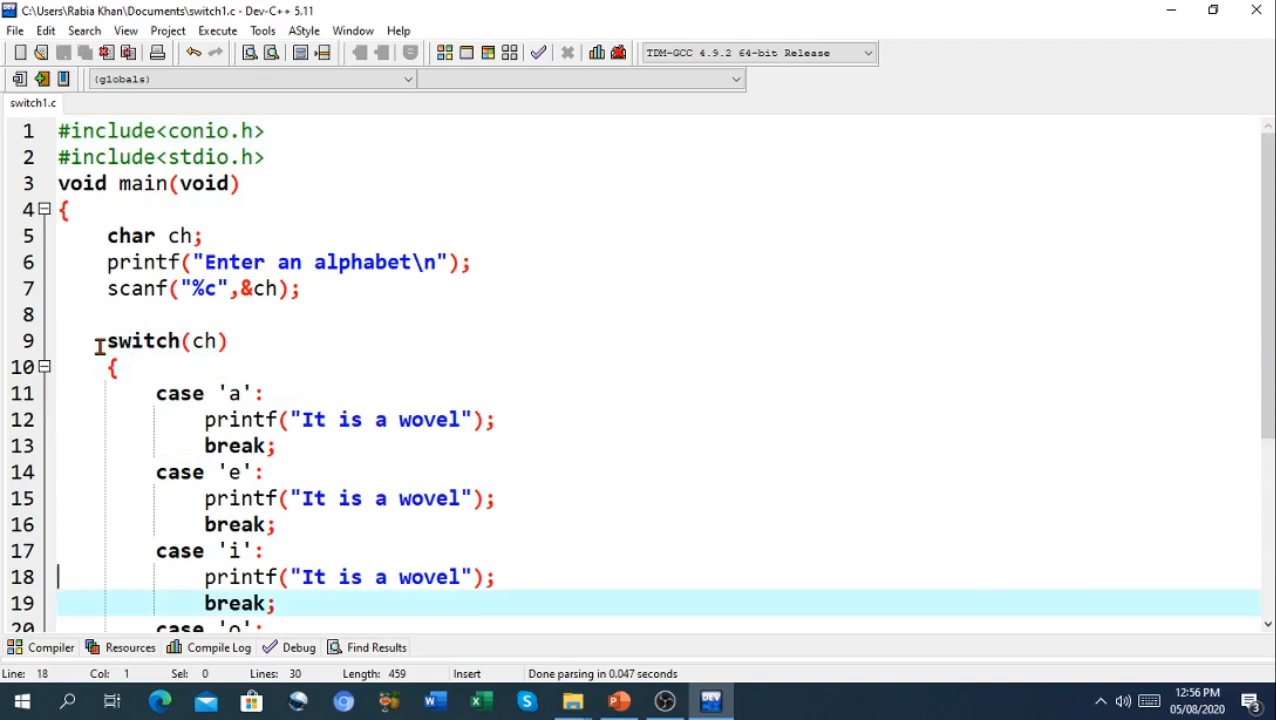 C:\Users\Rabia Khan\Documents\switch1.c - Dev-C++ 5.11
File Edit Search View Project Execute Tools AStyle Window Help
TDM-GCC 4.9.2 64-bit Release
(globals)
switch1.c
1 #include<conio.h>
2 #include<stdio.h>
3 void main(void)
4 {
5 char ch;
6 printf("Enter an alphabet\n");
7 scanf("%c",&ch);
8
9 switch(ch)
10 {
11 case 'a':
12 printf("It is a wovel");
13 break;
14 case 'e':
15 printf("It is a wovel");
16 break;
17 case 'i':
18 printf("It is a wovel");
19 break;
20 case 'o':
Compiler Resources Compile Log Debug Find Results
Line: 18 Col: 1 Sel: 0 Lines: 30 Length: 459 Insert Done parsing in 0.047 seconds
DEV
12:56 PM
05/08/2020
3